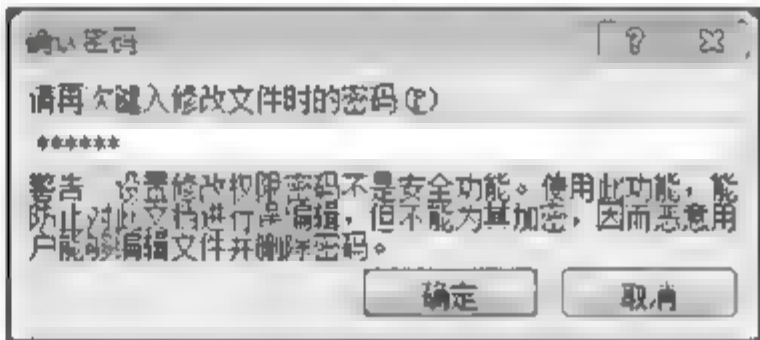 确认密码
请再次键入修改文件时的密码(P)
******
警告 设置修改权限密码不是安全功能。使用此功能，能
防止对此文档进行误编辑，但不能为其加密，因而恶意用
户能够编辑文件并删除密码。
确定 取消